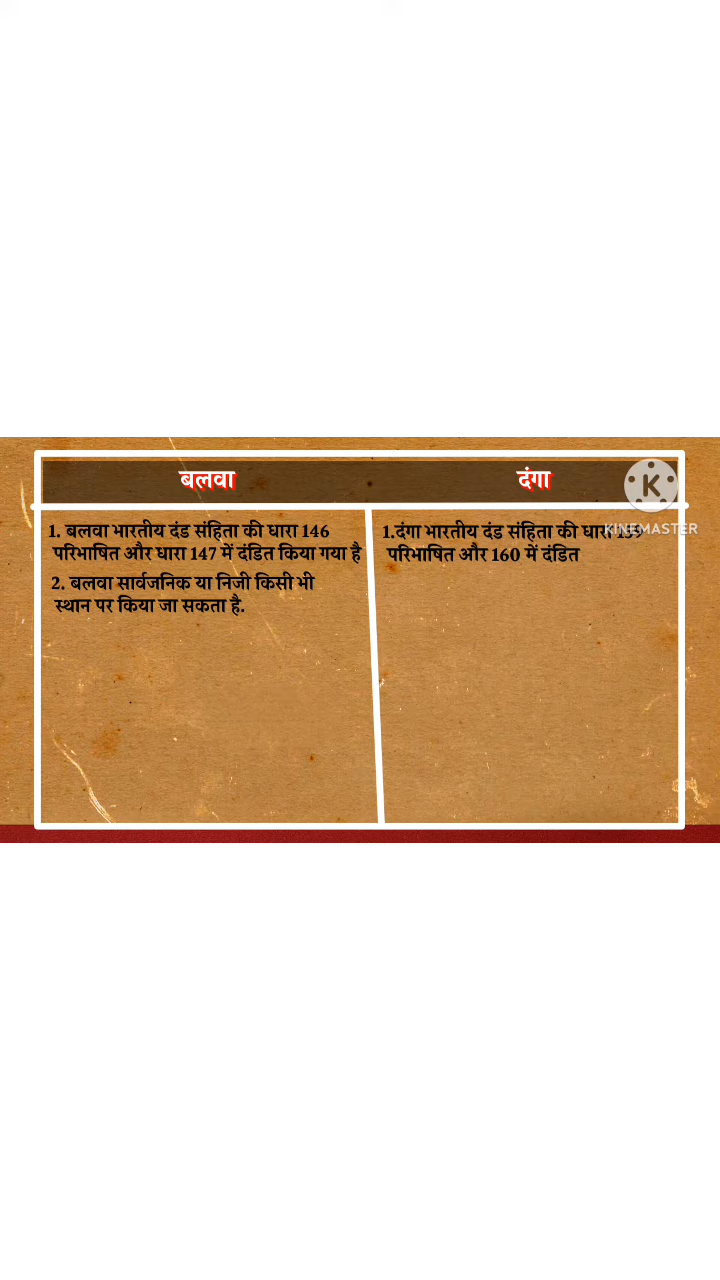 बलवा
दंगा
1. बलवा भारतीय दंड संहिता की धारा 146
परिभाषित और धारा 147 में दंडित किया गया है
2. बलवा सार्वजनिक या निजी किसी भी
स्थान पर किया जा सकता है.
1.दंगा भारतीय दंड संहिता की धारा 159
परिभाषित और 160 में दंडित
K
KINEMASTER